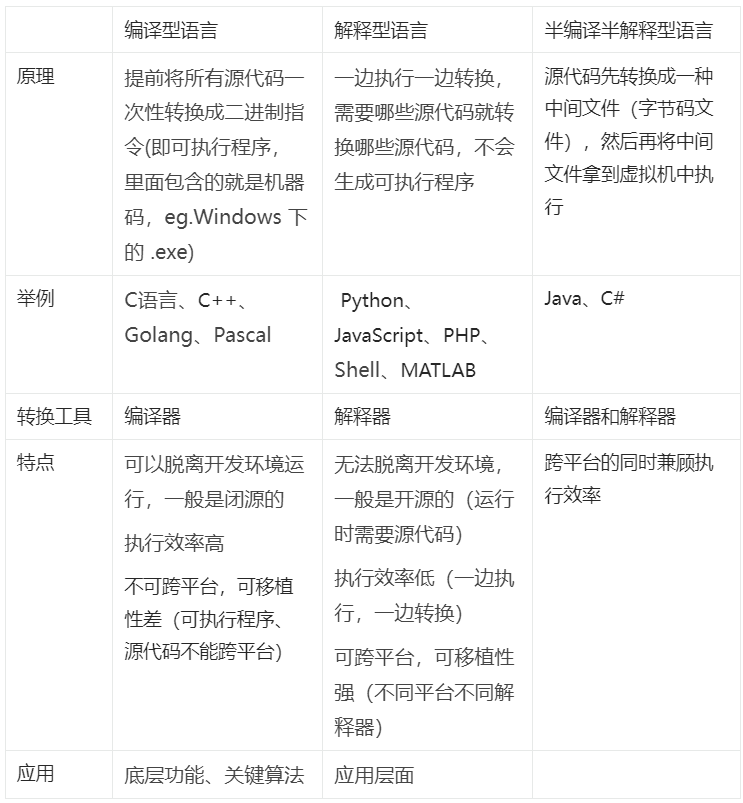 编译型语言
解释型语言
半编译半解释型语言
原理
提前将所有源代码一
次性转换成二进制指
令(即可执行程序，
里面包含的就是机器
码，eg.Windows 下
的 .exe)
一边执行一边转换，
需要哪些源代码就转
换哪些源代码，不会
生成可执行程序
源代码先转换成一种
中间文件（字节码文
件），然后再将中间
文件拿到虚拟机中执
行
举例
C语言、C++、
Golang、Pascal
Python、
JavaScript、PHP、
Shell、MATLAB
Java、C#
转换工具
编译器
解释器
编译器和解释器
特点
可以脱离开发环境运
行，一般是闭源的
执行效率高
不可跨平台，可移植
性差（可执行程序、
源代码不能跨平台）
无法脱离开发环境，
一般是开源的（运行
时需要源代码）
执行效率低（一边执
行，一边转换）
可跨平台，可移植性
强（不同平台不同解
释器）
跨平台的同时兼顾执
行效率
应用
底层功能、关键算法
应用层面